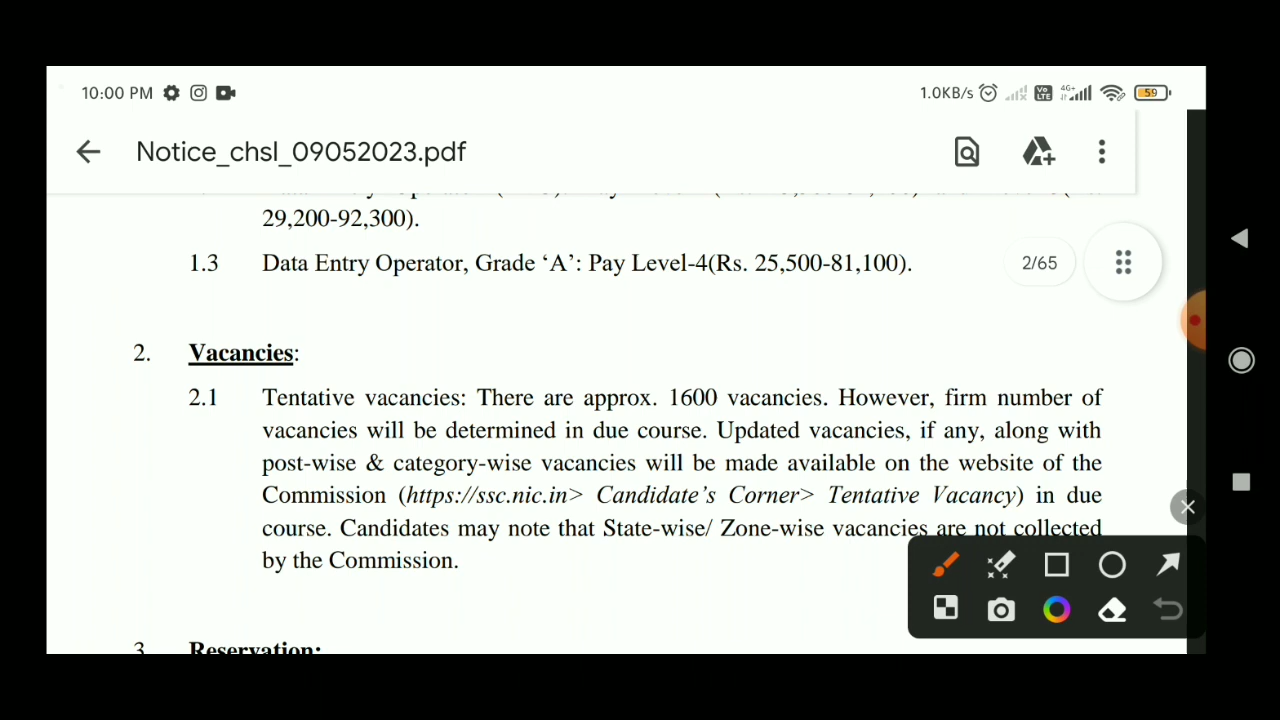 10:00 PM
1.0KB/s
Vo LTE
4G+
59
Notice_chsl_09052023.pdf
29,200-92,300).
1.3 Data Entry Operator, Grade ‘A’: Pay Level-4(Rs. 25,500-81,100).
2/65
2. Vacancies:
2.1 Tentative vacancies: There are approx. 1600 vacancies. However, firm number of
vacancies will be determined in due course. Updated vacancies, if any, along with
post-wise & category-wise vacancies will be made available on the website of the
Commission (https://ssc.nic.in> Candidate’s Corner> Tentative Vacancy) in due
course. Candidates may note that State-wise/ Zone-wise vacancies are not collected
by the Commission.
3. Reservation: